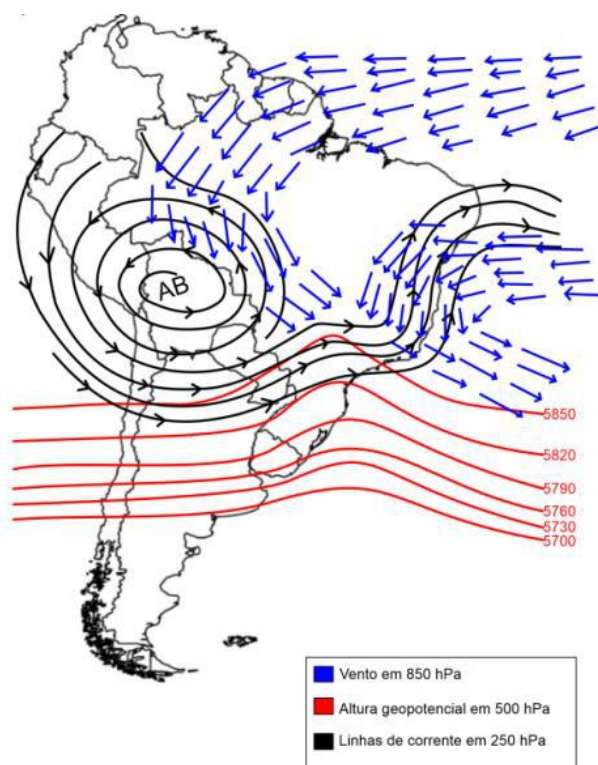 AB
5850
5820
5790
5760
5730
5700
Vento em 850 hPa
Altura geopotencial em 500 hPa
Linhas de corrente em 250 hPa